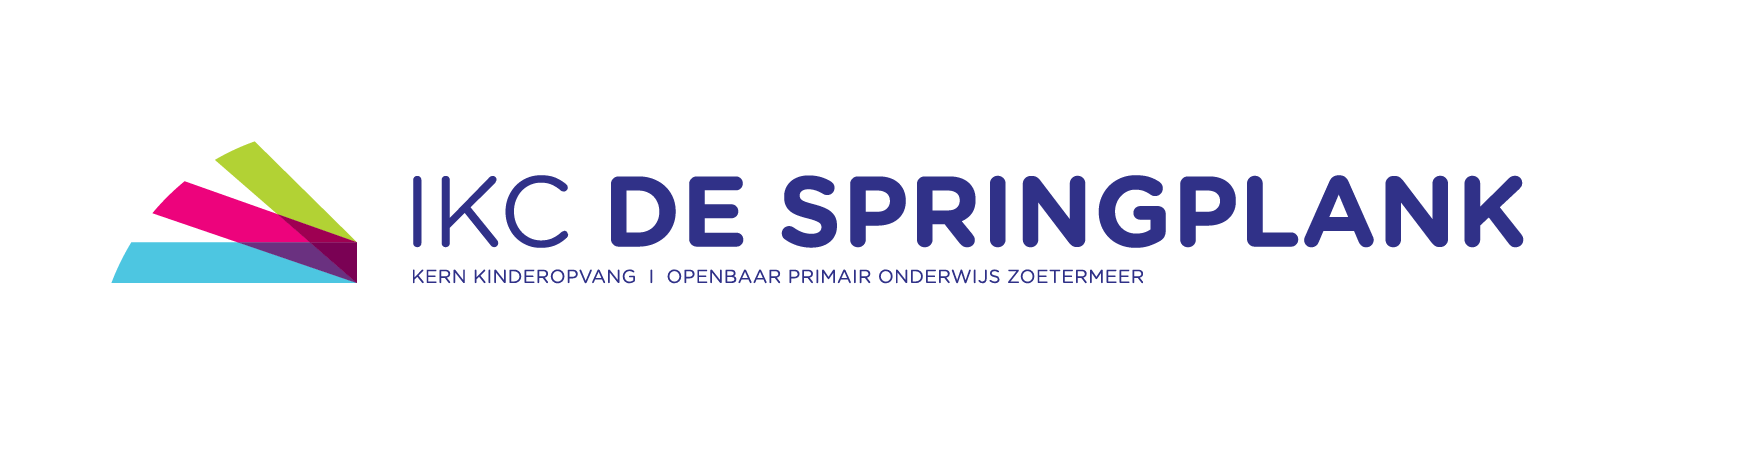 IKC DE SPRINGPLANK
KERN KINDEROPVANG | OPENBAAR PRIMAIR ONDERWIJS ZOETERMEER